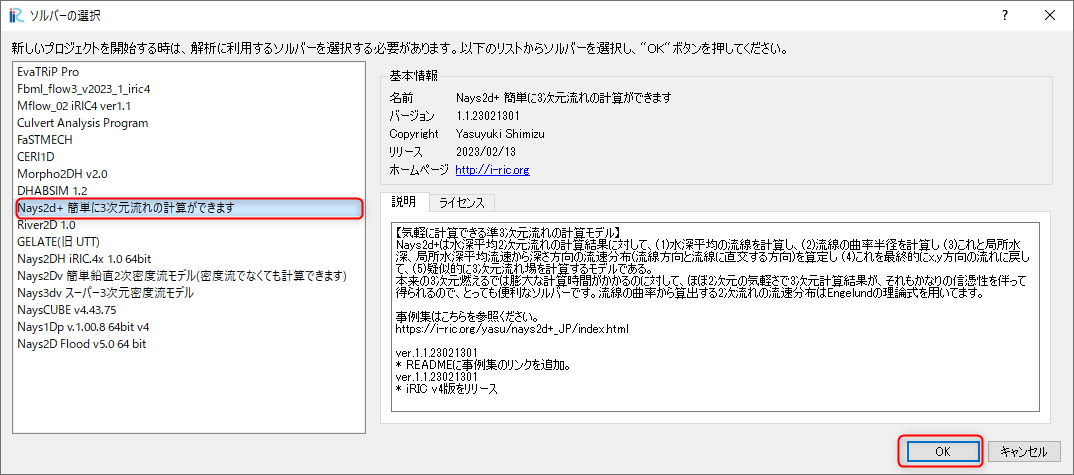 ソルバーの選択
新しいプロジェクトを開始する時は、解析に利用するソルバーを選択する必要があります。以下のリストからソルバーを選択し、“OK“ボタンを押してください。
EvaTRiP Pro
Fbml_flow3_v2023_1_iric4
Mflow_02 iRIC4 ver1.1
Culvert Analysis Program
FaSTMECH
CERI1D
Morpho2DH v2.0
DHABSIM 1.2
Nays2d+ 簡単に3次元流れの計算ができます
River2D 1.0
GELATE(旧 UTT)
Nays2DH iRIC.4x 1.0 64bit
Nays2Dv 簡単鉛直2次密度流モデル(密度流でなくても計算できます)
Nays3dv スーパー3次元密度流モデル
NaysCUBE v4.43.75
Nays1Dp v.1.00.8 64bit v4
Nays2D Flood v5.0 64 bit
基本情報
名前 Nays2d+ 簡単に3次元流れの計算ができます
バージョン 1.1.23021301
Copyright Yasuyuki Shimizu
リリース 2023/02/13
ホームページ http://i-ric.org
説明 ライセンス
【気軽に計算できる準3次元流れの計算モデル】
Nays2d+は水深平均2次元流れの計算結果に対して、(1)水深平均の流線を計算し、(2)流線の曲率半径を計算し (3)これと局所水
深、局所水深平均流速から深さ方向の流速分布(流線方向と流線に直交する方向)を算定し (4)これを最終的にx,y方向の流れに戻し
て、(5)疑似的に3次元流れ場を計算するモデルである。
本来の3次元燃えるでは膨大な計算時間がかかるのに対して、ほぼ2次元の気軽さで3次元計算結果が、それもかなりの信憑性を伴って
得られるので、とっても便利なソルバーです。流線の曲率から算出する2次流れの流速分布はEngelundの理論式を用いてます。
事例集はこちらを参照ください。
https://i-ric.org/yasu/nays2d+_JP/index.html
ver.1.1.23021301
* READMEに事例集のリンクを追加。
ver.1.1.23021301
* iRIC v4版をリリース
OK キャンセル